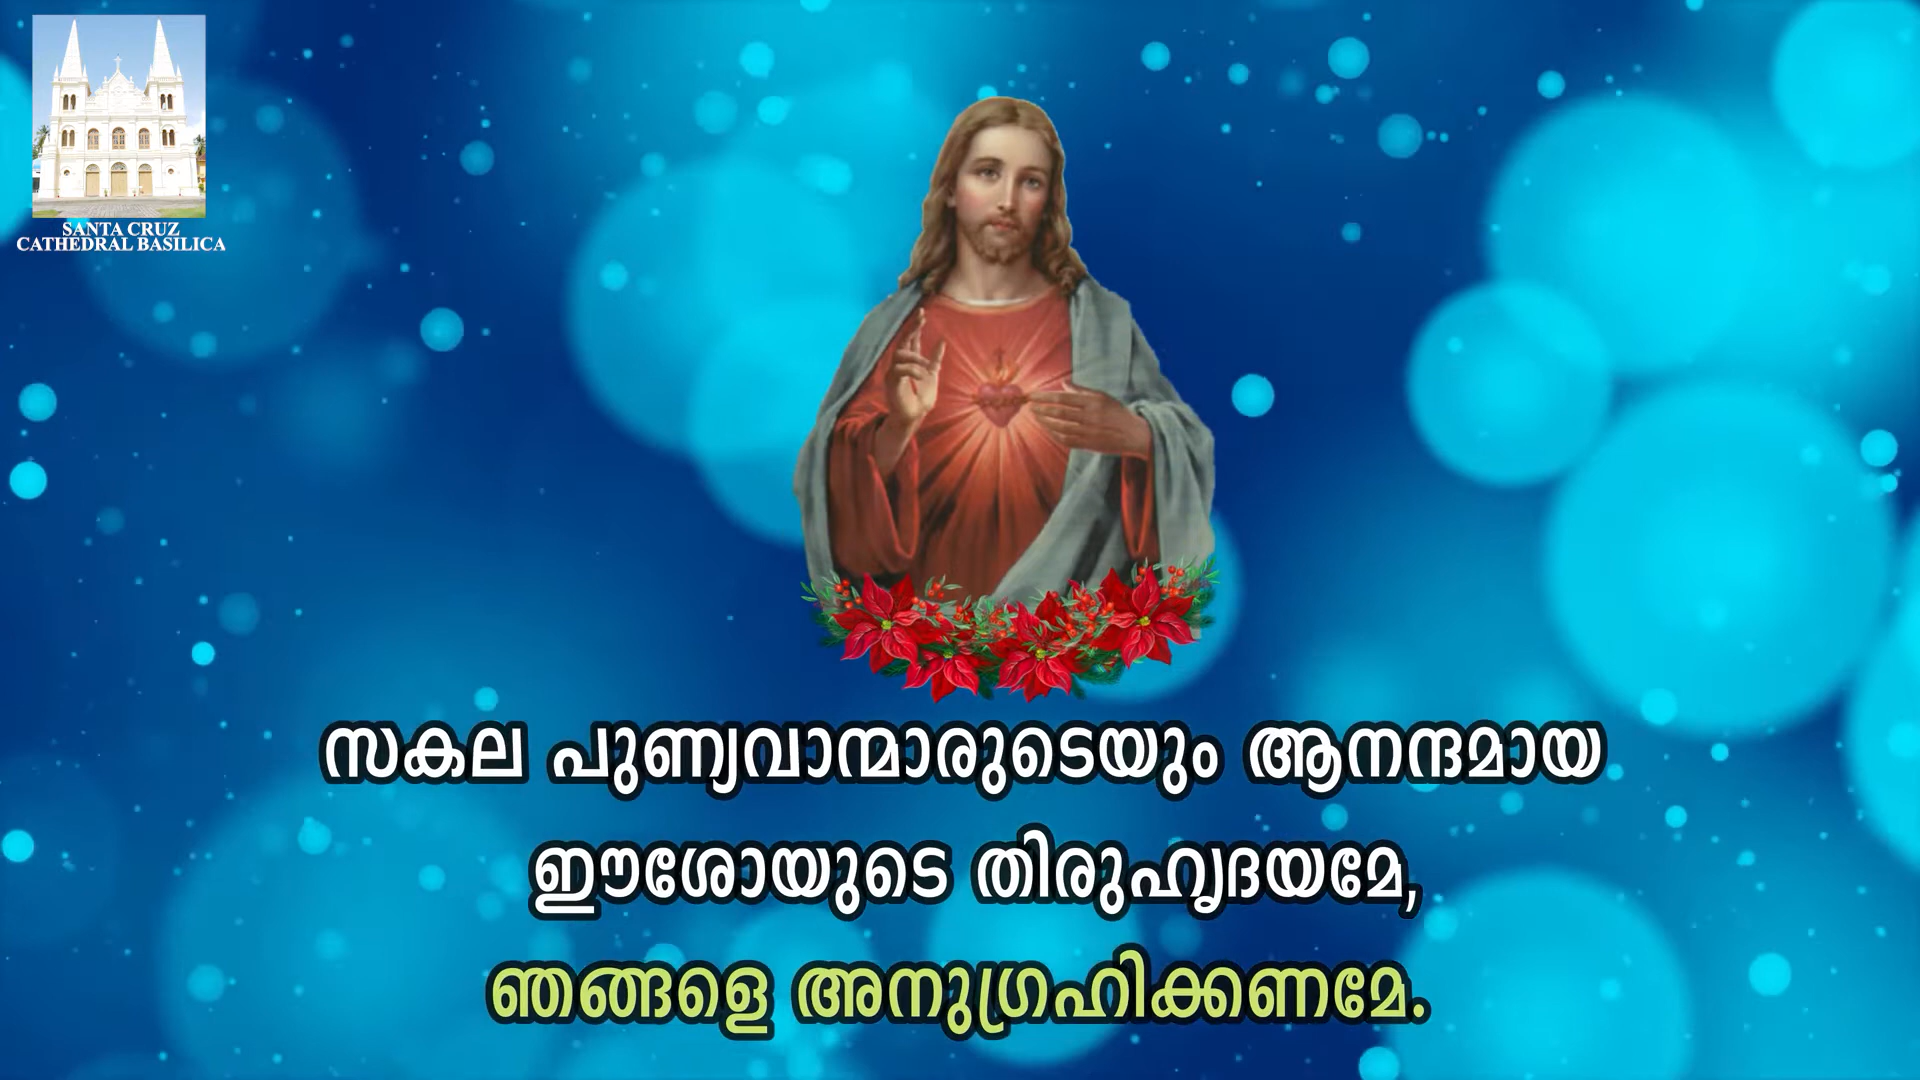 SANTA CRUZ
CATHEDRAL BASILICA
സകല പുണ്യവാന്മാരുടെയും ആനന്ദമായ
ഈശോയുടെ തിരുഹൃദയമേ,
ഞങ്ങളെ അനുഗ്രഹിക്കണമേ.